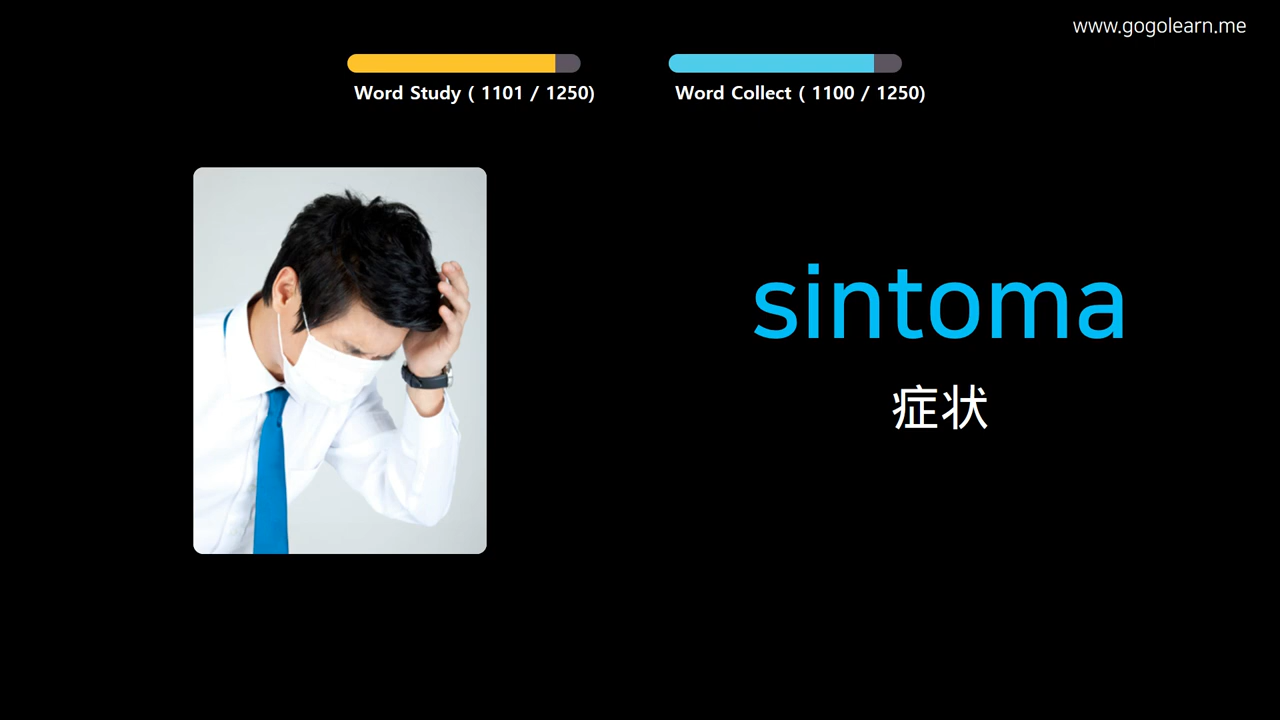 www.gogolearn.me
Word Study ( 1101 / 1250)
Word Collect ( 1100 / 1250)
sintoma
症状